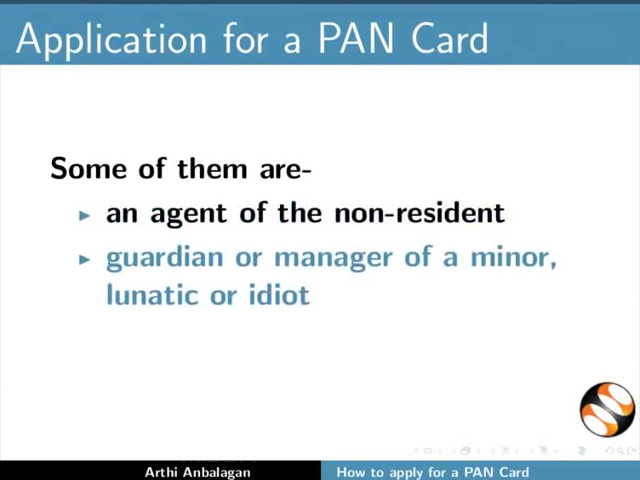 Application for a PAN Card
Some of them are-
an agent of the non-resident
guardian or manager of a minor,
lunatic or idiot
Arthi Anbalagan
How to apply for a PAN Card